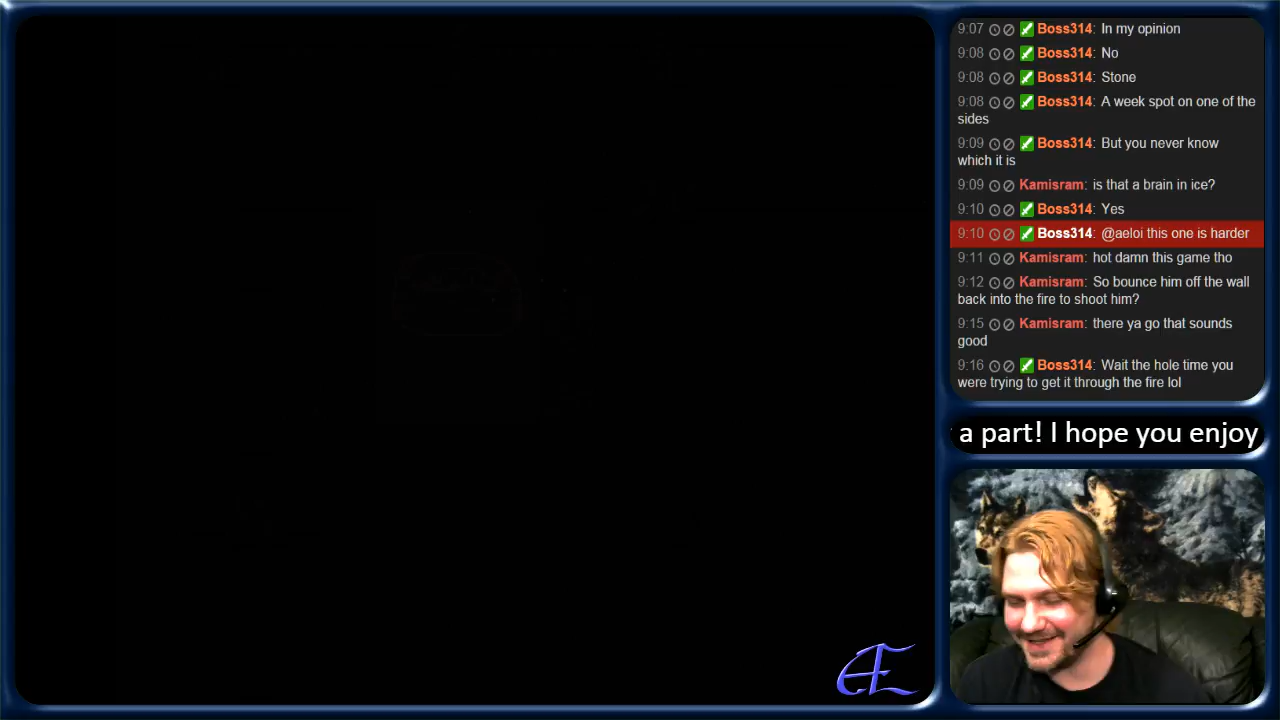 9:07 Boss314: In my opinion
9:08 Boss314: No
9:08 Boss314: Stone
9:08 Boss314: A week spot on one of the
sides
9:09 Boss314: But you never know
which it is
9:09 Kamisram: is that a brain in ice?
9:10 Boss314: Yes
9:10 Boss314: @aeloi this one is harder
9:11 Kamisram: hot damn this game tho
9:12 Kamisram: So bounce him off the wall
back into the fire to shoot him?
9:15 Kamisram: there ya go that sounds
good
9:16 Boss314: Wait the hole time you
were trying to get it through the fire lol
a part! I hope you enjoy